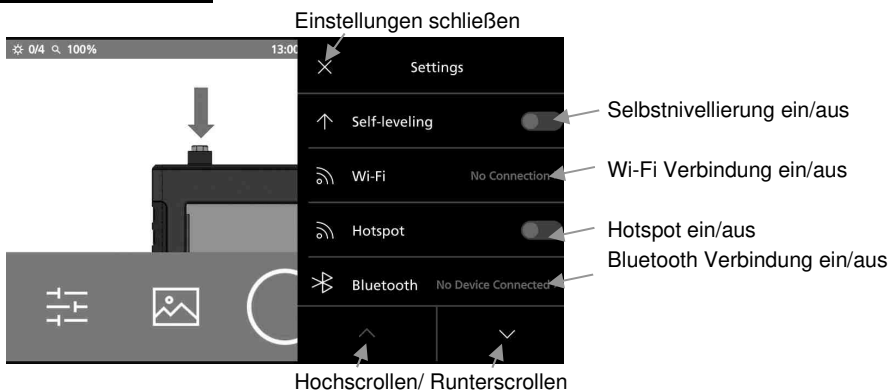 Einstellungen schließen
0/4 100% 13:00
Settings
Self-leveling
Selbstnivellierung ein/aus
Wi-Fi No Connection
Wi-Fi Verbindung ein/aus
Hotspot
Hotspot ein/aus
Bluetooth No Device Connected
Bluetooth Verbindung ein/aus
Hochscrollen/ Runterscrollen